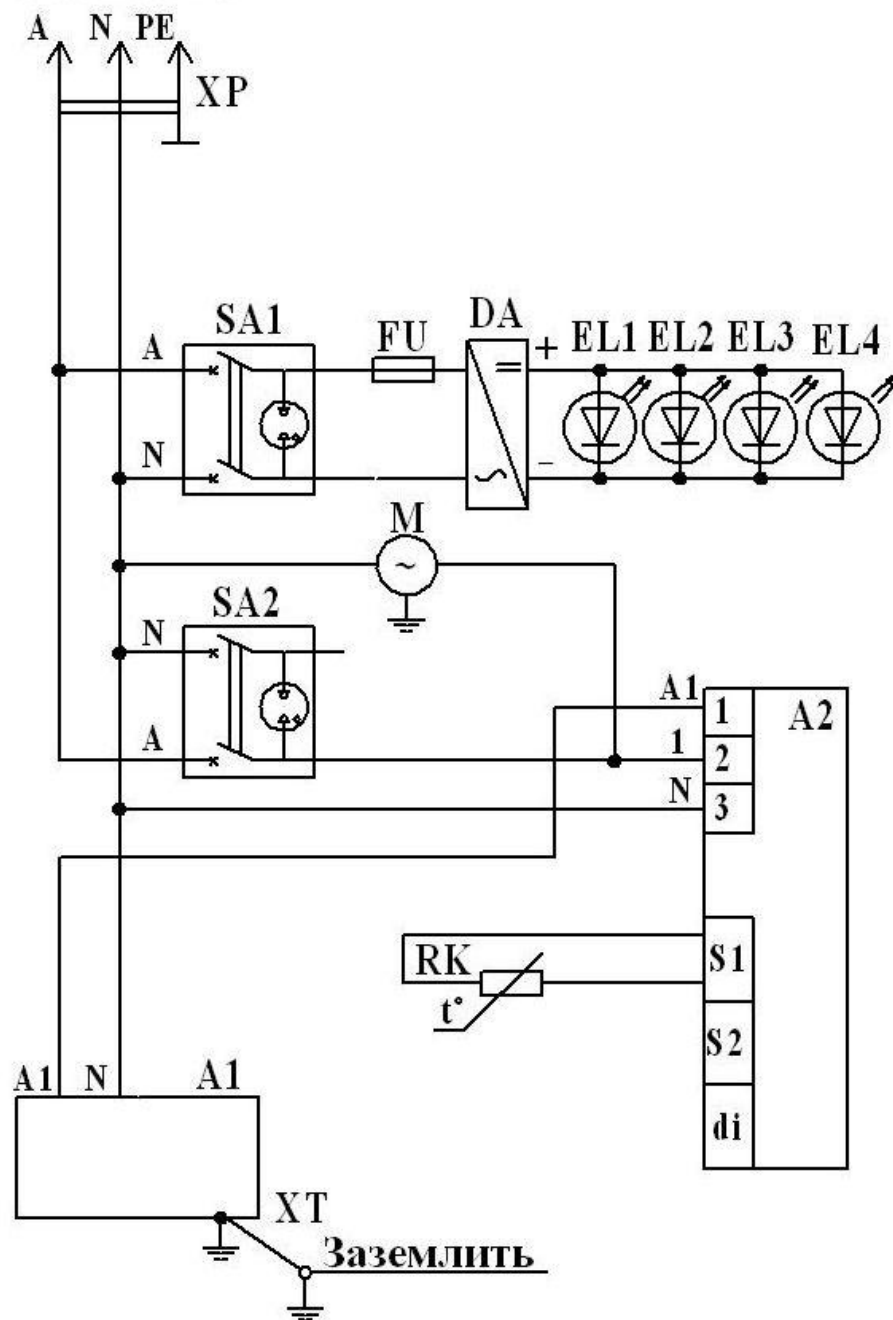 A N PE
XP
SA1
FU
DA
A
+
EL1 EL2 EL3 EL4
N
–
M
~
SA2
N
A
A1
1
A2
1
2
N
3
RK
t°
S1
S2
di
A1 N A1
XT
Заземлить